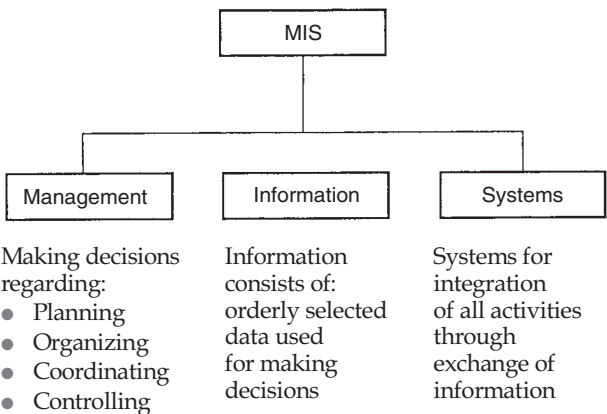 MIS
Management
Information
Systems
Making decisions
regarding:
● Planning
● Organizing
● Coordinating
● Controlling
Information
consists of:
orderly selected
data used
for making
decisions
Systems for
integration
of all activities
through
exchange of
information